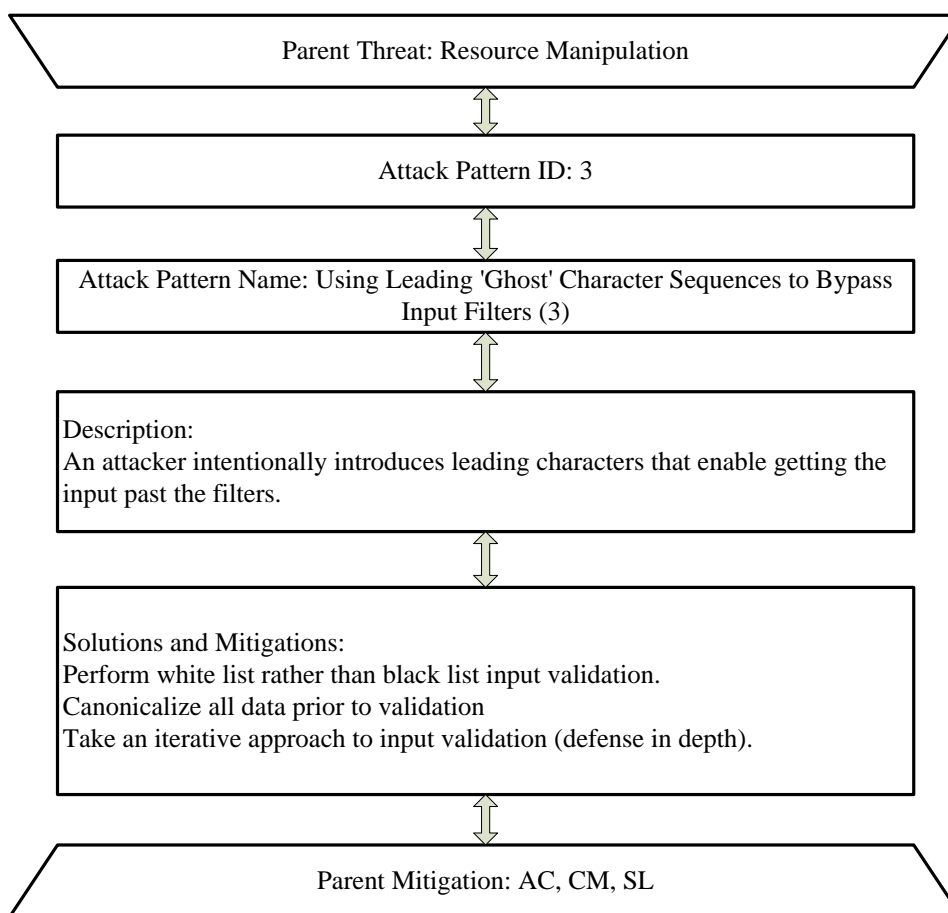 Parent Threat: Resource Manipulation
Attack Pattern ID: 3
Attack Pattern Name: Using Leading 'Ghost' Character Sequences to Bypass
Input Filters (3)
Description:
An attacker intentionally introduces leading characters that enable getting the
input past the filters.
Solutions and Mitigations:
Perform white list rather than black list input validation.
Canonicalize all data prior to validation
Take an iterative approach to input validation (defense in depth).
Parent Mitigation: AC, CM, SL